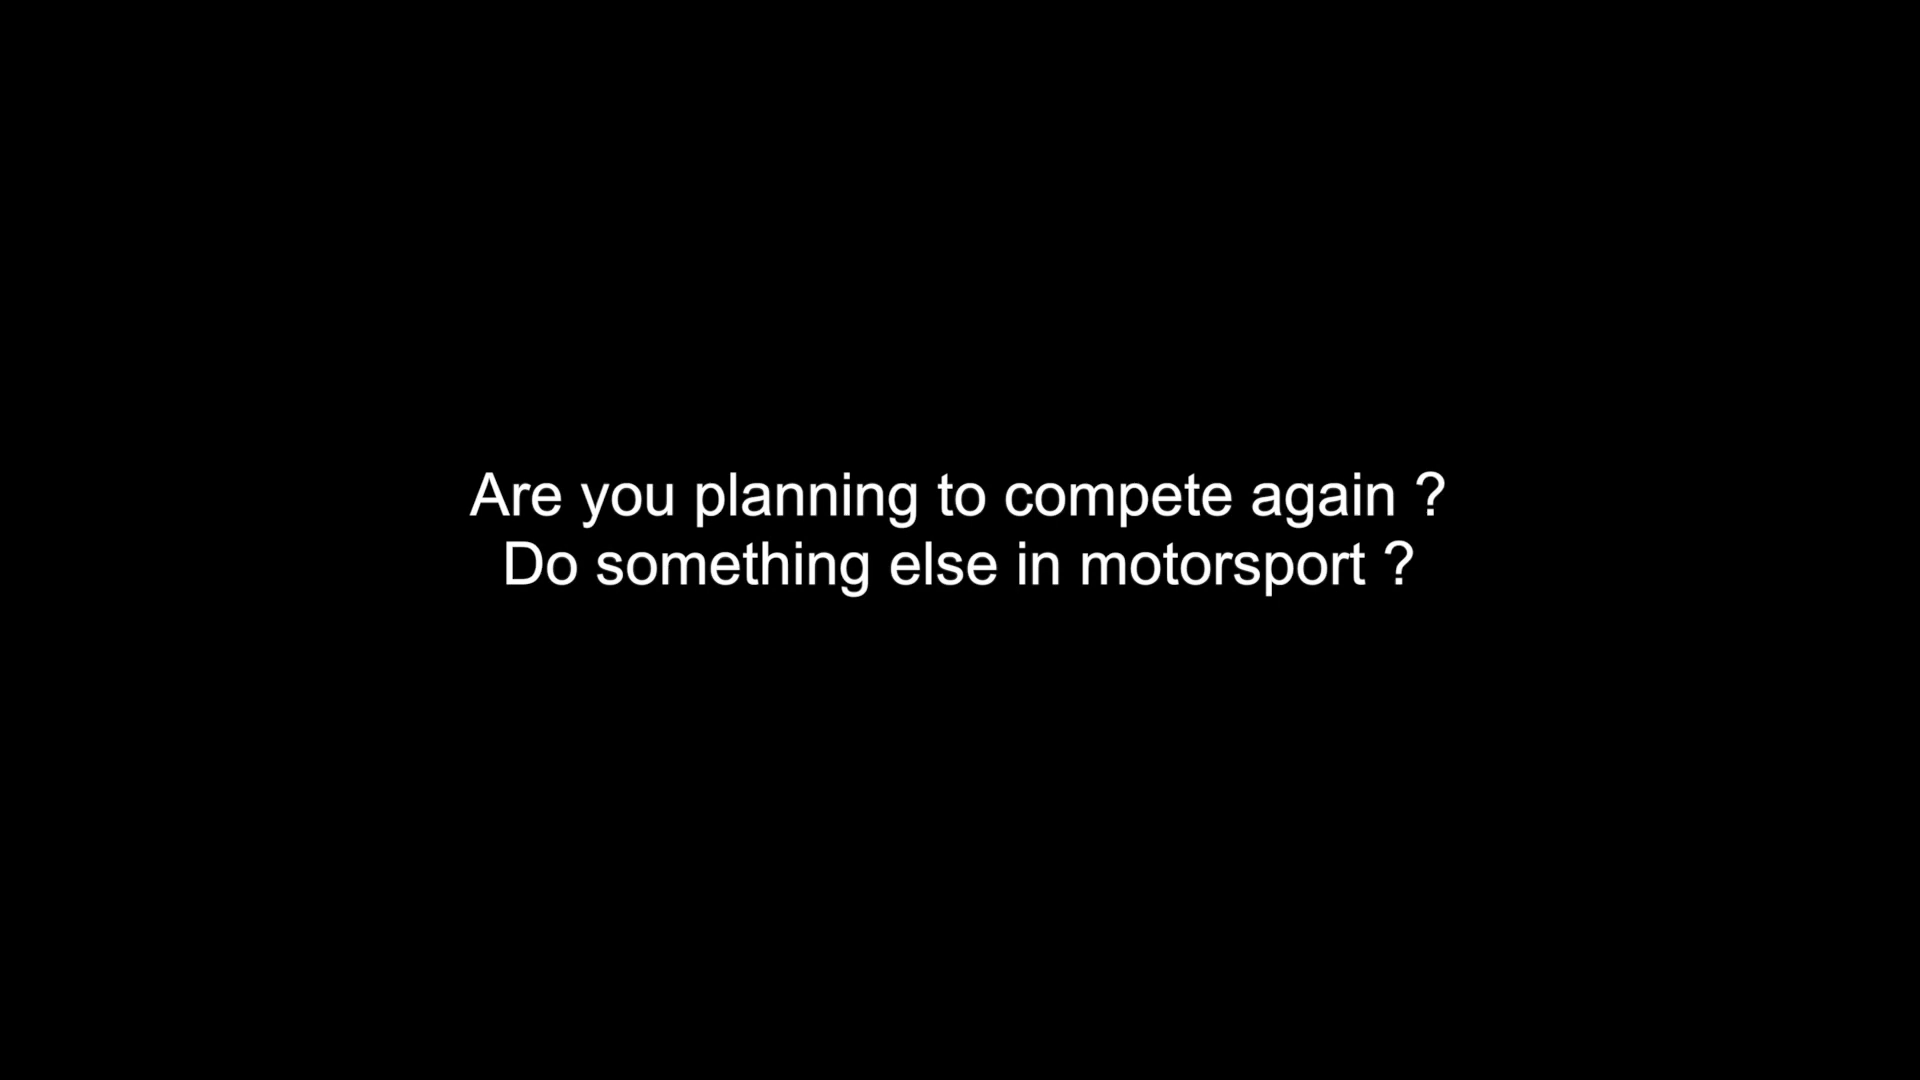 Are you planning to compete again ?
Do something else in motorsport ?